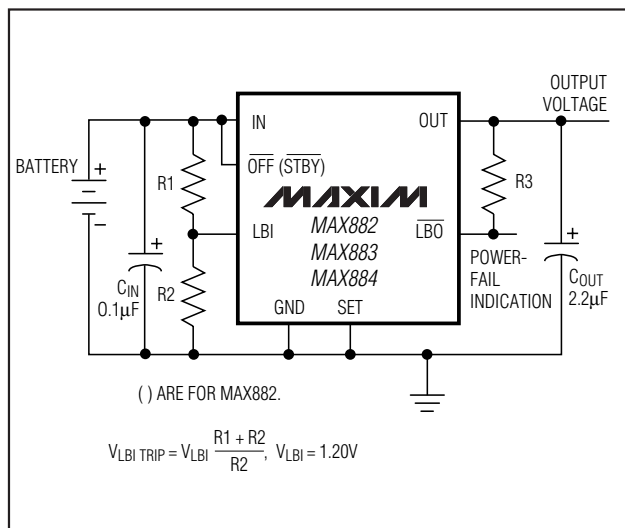 OUTPUT
VOLTAGE
IN
OUT
BATTERY
+
−
R1
OFF (STBY)
R3
MAXIM
MAX882
MAX883
MAX884
LBI
LBO
+
CIN
0.1µF
R2
POWER-
FAIL
INDICATION
+
COUT
2.2µF
GND
SET
( ) ARE FOR MAX882.
VLBI TRIP = VLBI (R1 + R2)/R2, VLBI = 1.20V